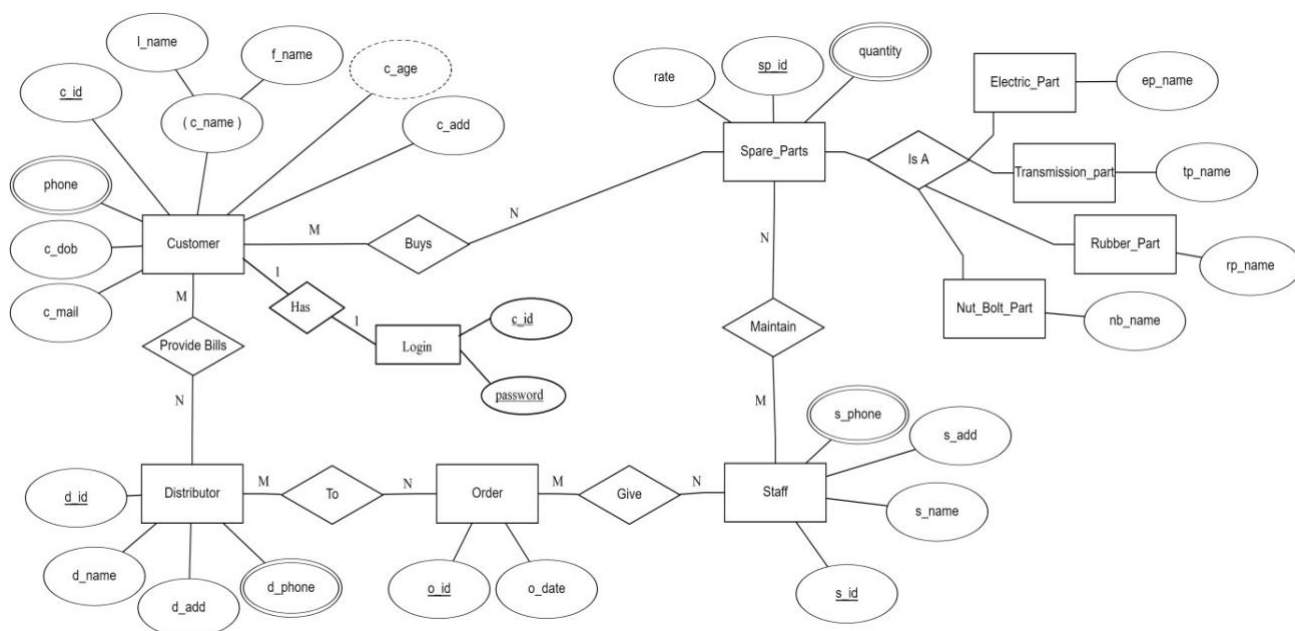 l_name
f_name
c_age
c_id
( c_name )
c_add
phone
c_dob
c_mail
Customer
M
Buys
N
rate
sp_id
quantity
Spare_Parts
Is A
Electric_Part
ep_name
Transmission_part
tp_name
Rubber_Part
rp_name
Nut_Bolt_Part
nb_name
1
Has
1
Login
c_id
password
M
Provide Bills
N
N
Maintain
M
Distributor
d_id
d_name
d_add
d_phone
M
To
N
Order
o_id
o_date
M
Give
N
Staff
s_phone
s_add
s_name
s_id